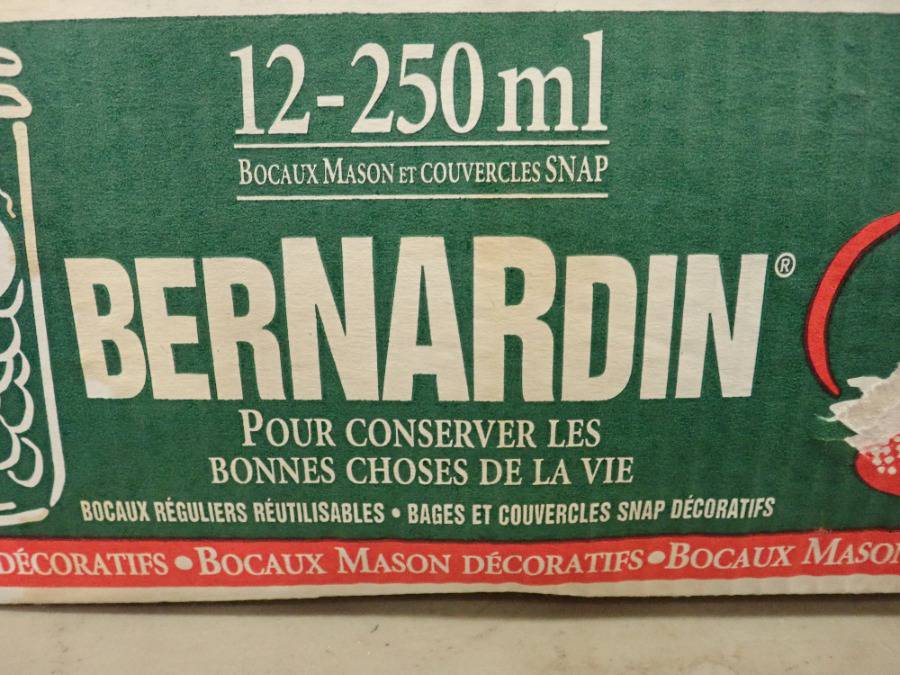 12-250 ml
BOCAUX MASON ET COUVERCLES SNAP
BERNARDIN®
POUR CONSERVER LES
BONNES CHOSES DE LA VIE
BOCAUX RÉGULIERS RÉUTILISABLES • BAGES ET COUVERCLES SNAP DÉCORATIFS
DÉCORATIFS • BOCAUX MASON DÉCORATIFS • BOCAUX MASON